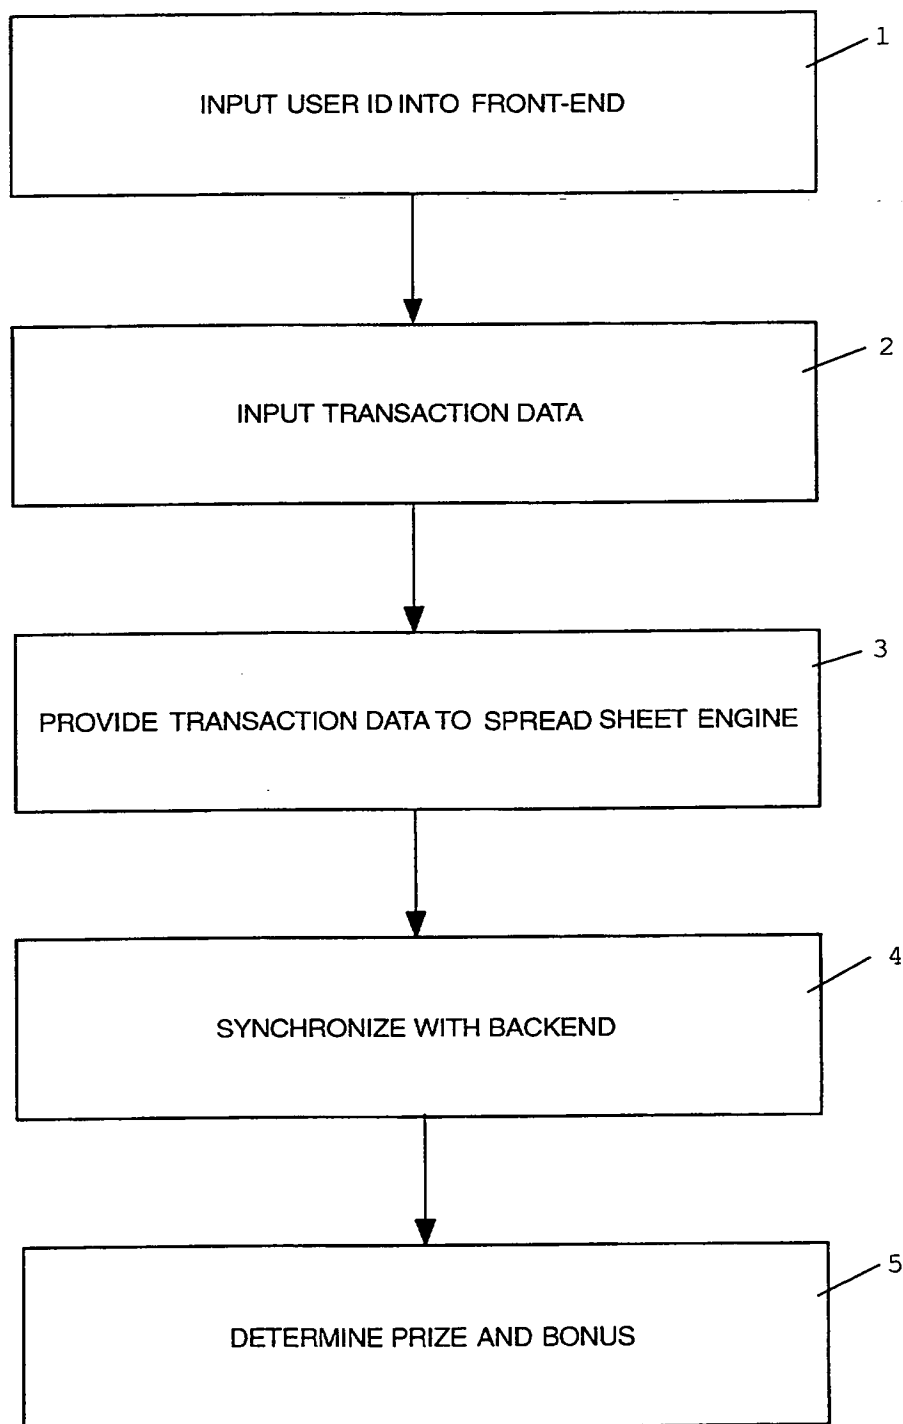 1
INPUT USER ID INTO FRONT-END
2
INPUT TRANSACTION DATA
3
PROVIDE TRANSACTION DATA TO SPREAD SHEET ENGINE
4
SYNCHRONIZE WITH BACKEND
5
DETERMINE PRIZE AND BONUS